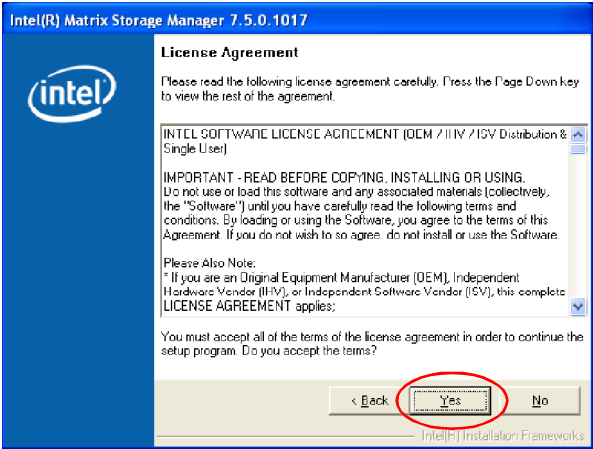 Intel(R) Matrix Storage Manager 7.5.0.1017
intel
License Agreement
Please read the following license agreement carefully. Press the Page Down key
to view the rest of the agreement.
INTEL SOFTWARE LICENSE AGREEMENT (OEM / IHV / ISV Distribution &
Single User)
IMPORTANT - READ BEFORE COPYING, INSTALLING OR USING.
Do not use or load this software and any associated materials (collectively,
the "Software") until you have carefully read the following terms and
conditions. By loading or using the Software, you agree to the terms of this
Agreement. If you do not wish to so agree, do not install or use the Software.
Please Also Note:
* If you are an Original Equipment Manufacturer (OEM), Independent
Hardware Vendor (IHV), or Independent Software Vendor (ISV), this complete
LICENSE AGREEMENT applies;
You must accept all of the terms of the license agreement in order to continue the
setup program. Do you accept the terms?
< Back Yes No
Intel(R) Installation Frameworks